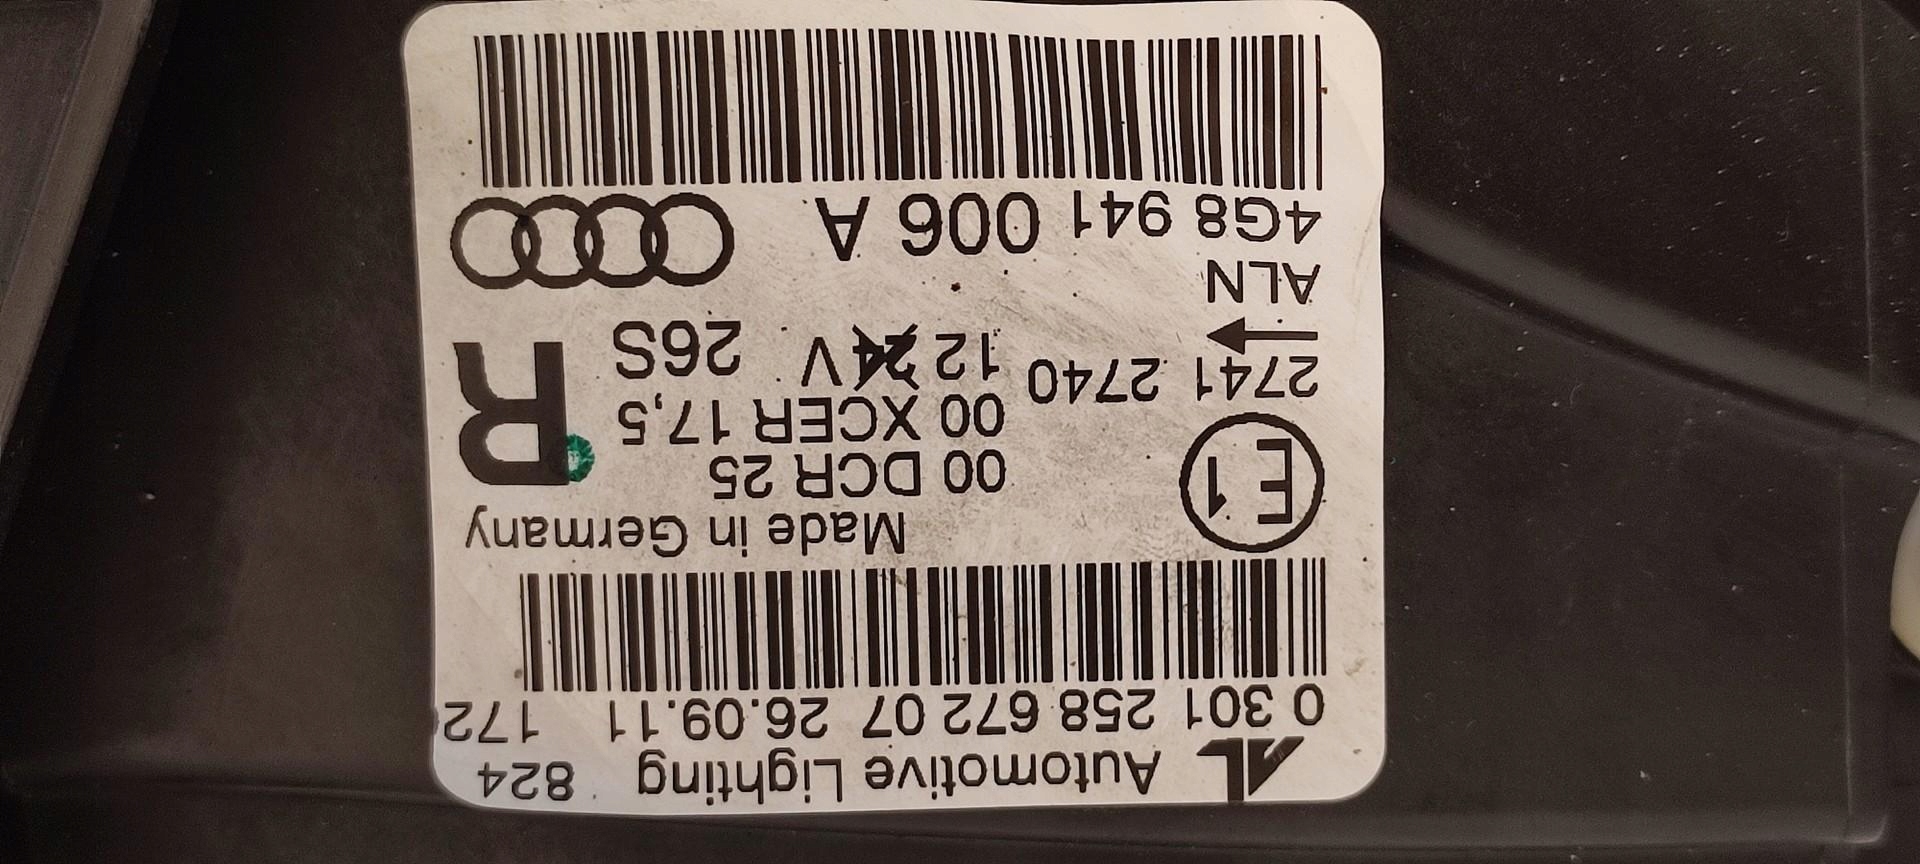 Automotive Lighting 824
0 301 258 672 07 26.09.11 172
Made in Germany
E1
00 DCR 25
00 XCER 17,5
R
2741 2740
12 24 V 26S
ALN
4G8 941 006 A